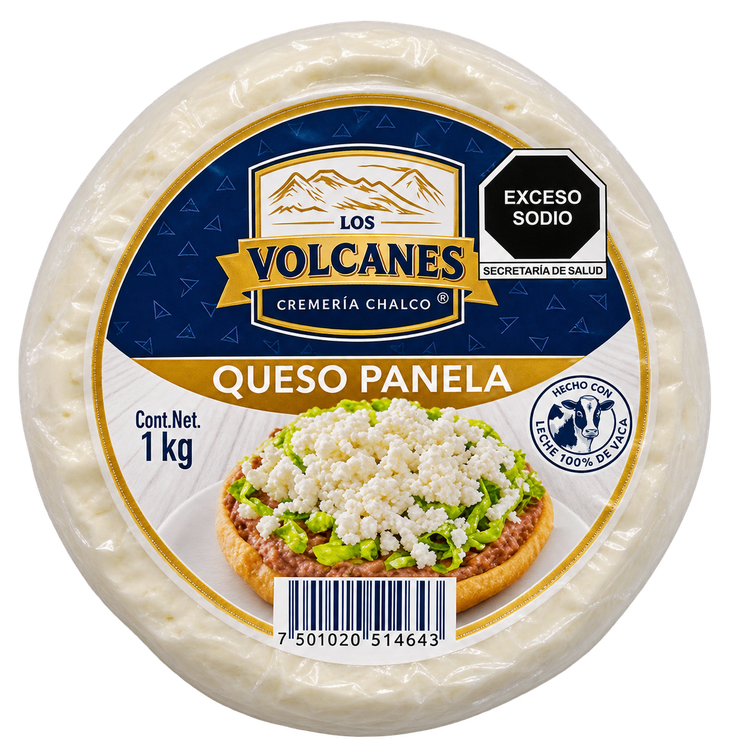 LOS
VOLCANES
CREMERÍA CHALCO ®
EXCESO
SODIO
SECRETARÍA DE SALUD
QUESO PANELA
Cont.Net.
1 kg
HECHO CON
LECHE 100% DE VACA
7 501020 514643